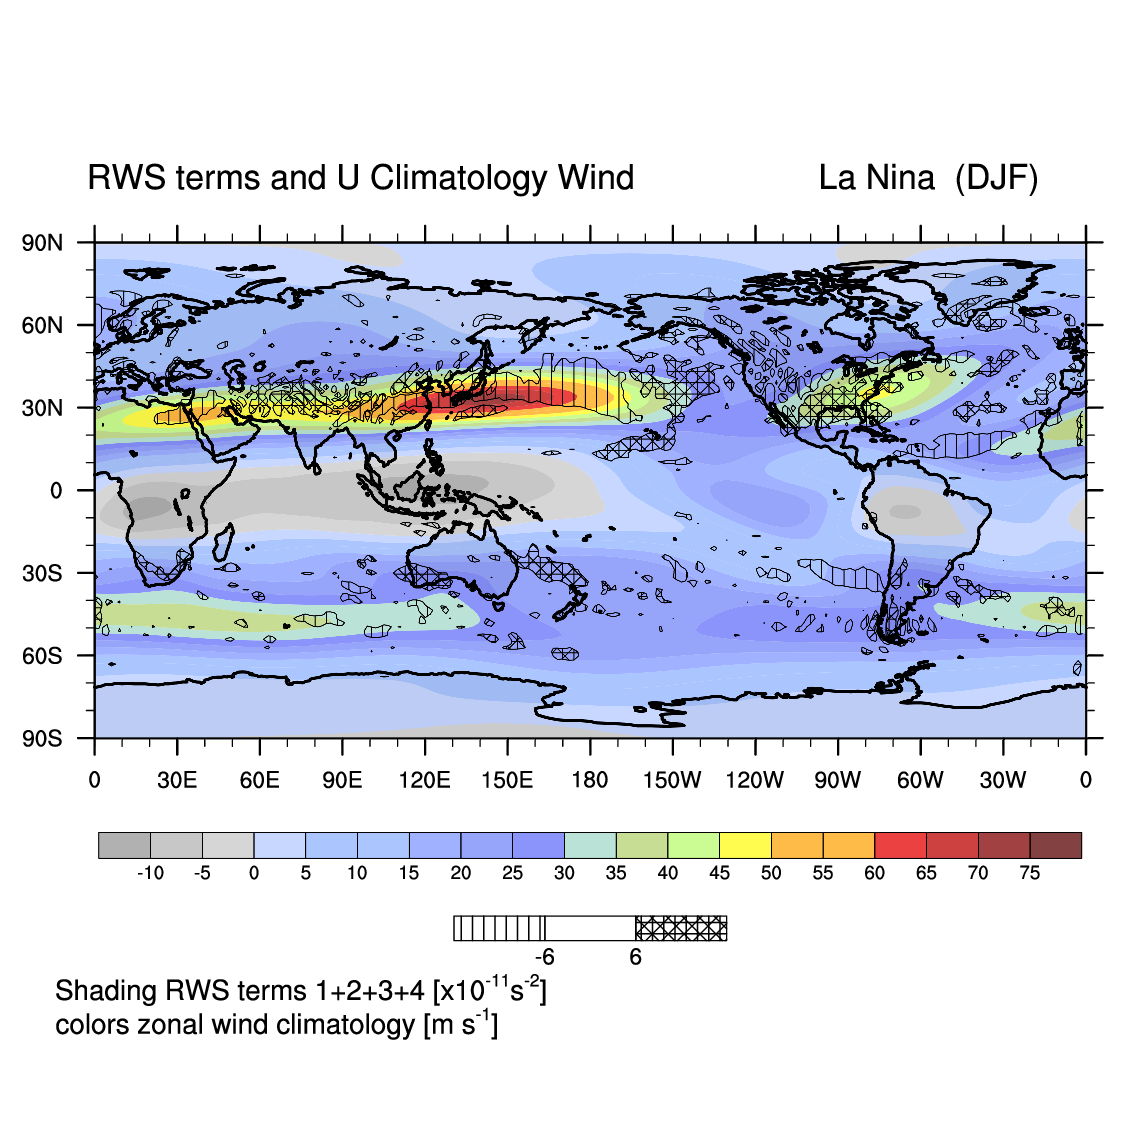 RWS terms and U Climatology Wind La Nina (DJF)
90N
60N
30N
0
30S
60S
90S
0 30E 60E 90E 120E 150E 180 150W 120W 90W 60W 30W 0
-10 -5 0 5 10 15 20 25 30 35 40 45 50 55 60 65 70 75
-6 6
Shading RWS terms 1+2+3+4 [x10⁻¹¹s⁻²]
colors zonal wind climatology [m s⁻¹]